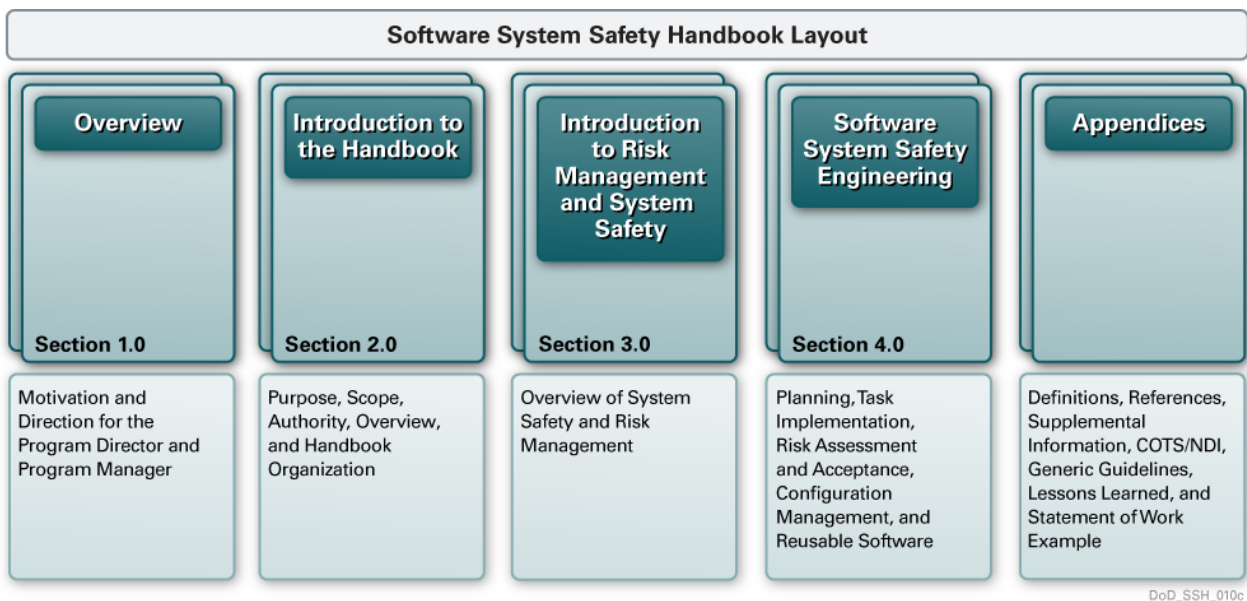 Software System Safety Handbook Layout
Overview
Section 1.0
Motivation and
Direction for the
Program Director and
Program Manager
Introduction to
the Handbook
Section 2.0
Purpose, Scope,
Authority, Overview,
and Handbook
Organization
Introduction
to Risk
Management
and System
Safety
Section 3.0
Overview of System
Safety and Risk
Management
Software
System Safety
Engineering
Section 4.0
Planning, Task
Implementation,
Risk Assessment
and Acceptance,
Configuration
Management, and
Reusable Software
Appendices
Definitions, References,
Supplemental
Information, COTS/NDI,
Generic Guidelines,
Lessons Learned, and
Statement of Work
Example
DoD_SSH_010c